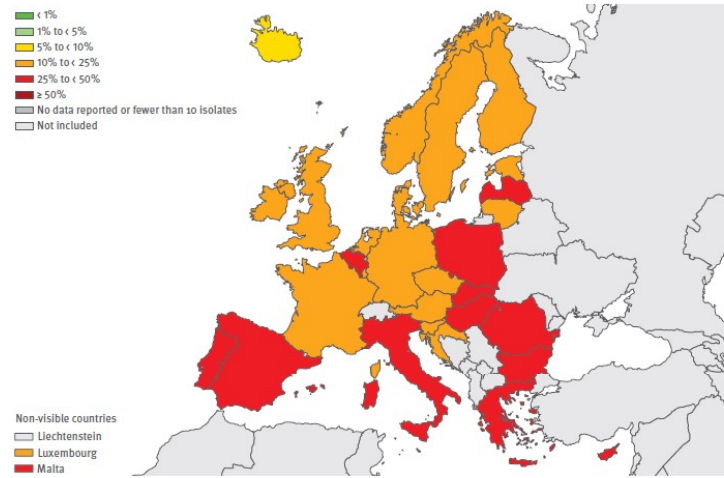 < 1%
1% to < 5%
5% to < 10%
10% to < 25%
25% to < 50%
≥ 50%
No data reported or fewer than 10 isolates
Not included
Non-visible countries
Liechtenstein
Luxembourg
Malta